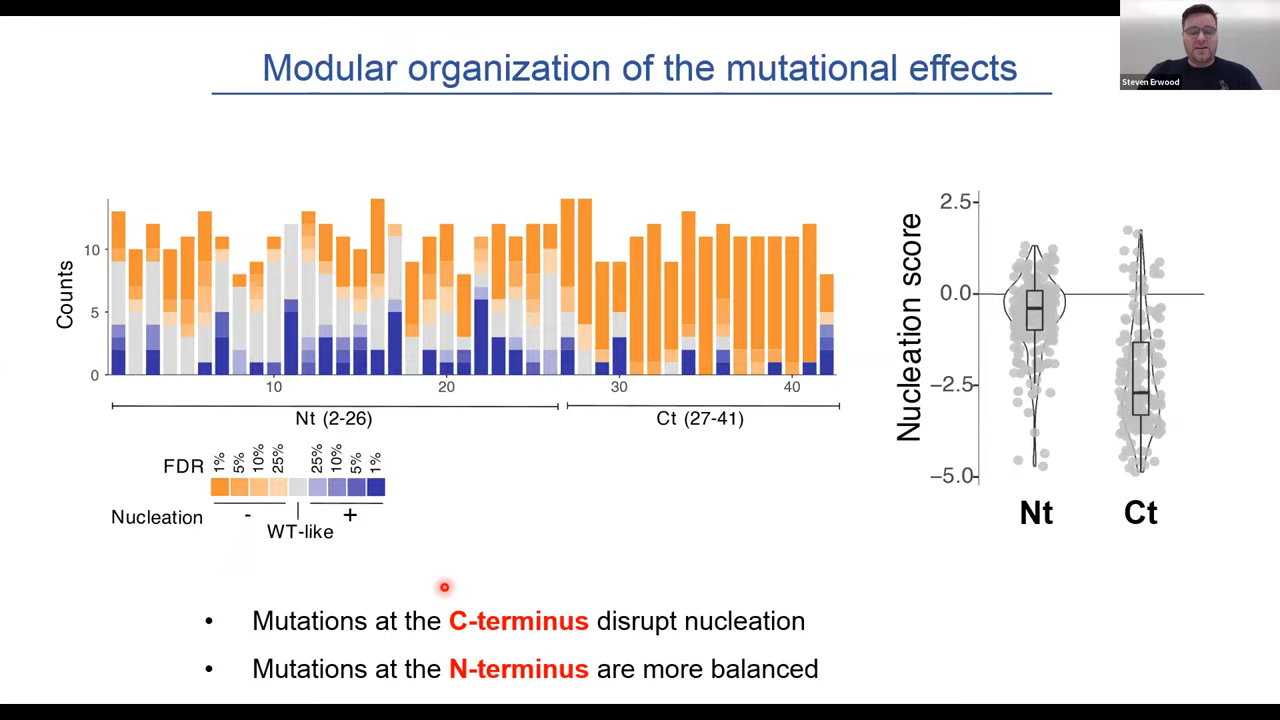 Modular organization of the mutational effects
Steven Erwood
Counts
10
5
0
10
20
30
40
Nt (2-26)
Ct (27-41)
FDR
1%
5%
10%
25%
25%
10%
5%
1%
Nucleation
-
+
WT-like
Nucleation score
2.5
0.0
−2.5
−5.0
Nt
Ct
• Mutations at the C-terminus disrupt nucleation
• Mutations at the N-terminus are more balanced